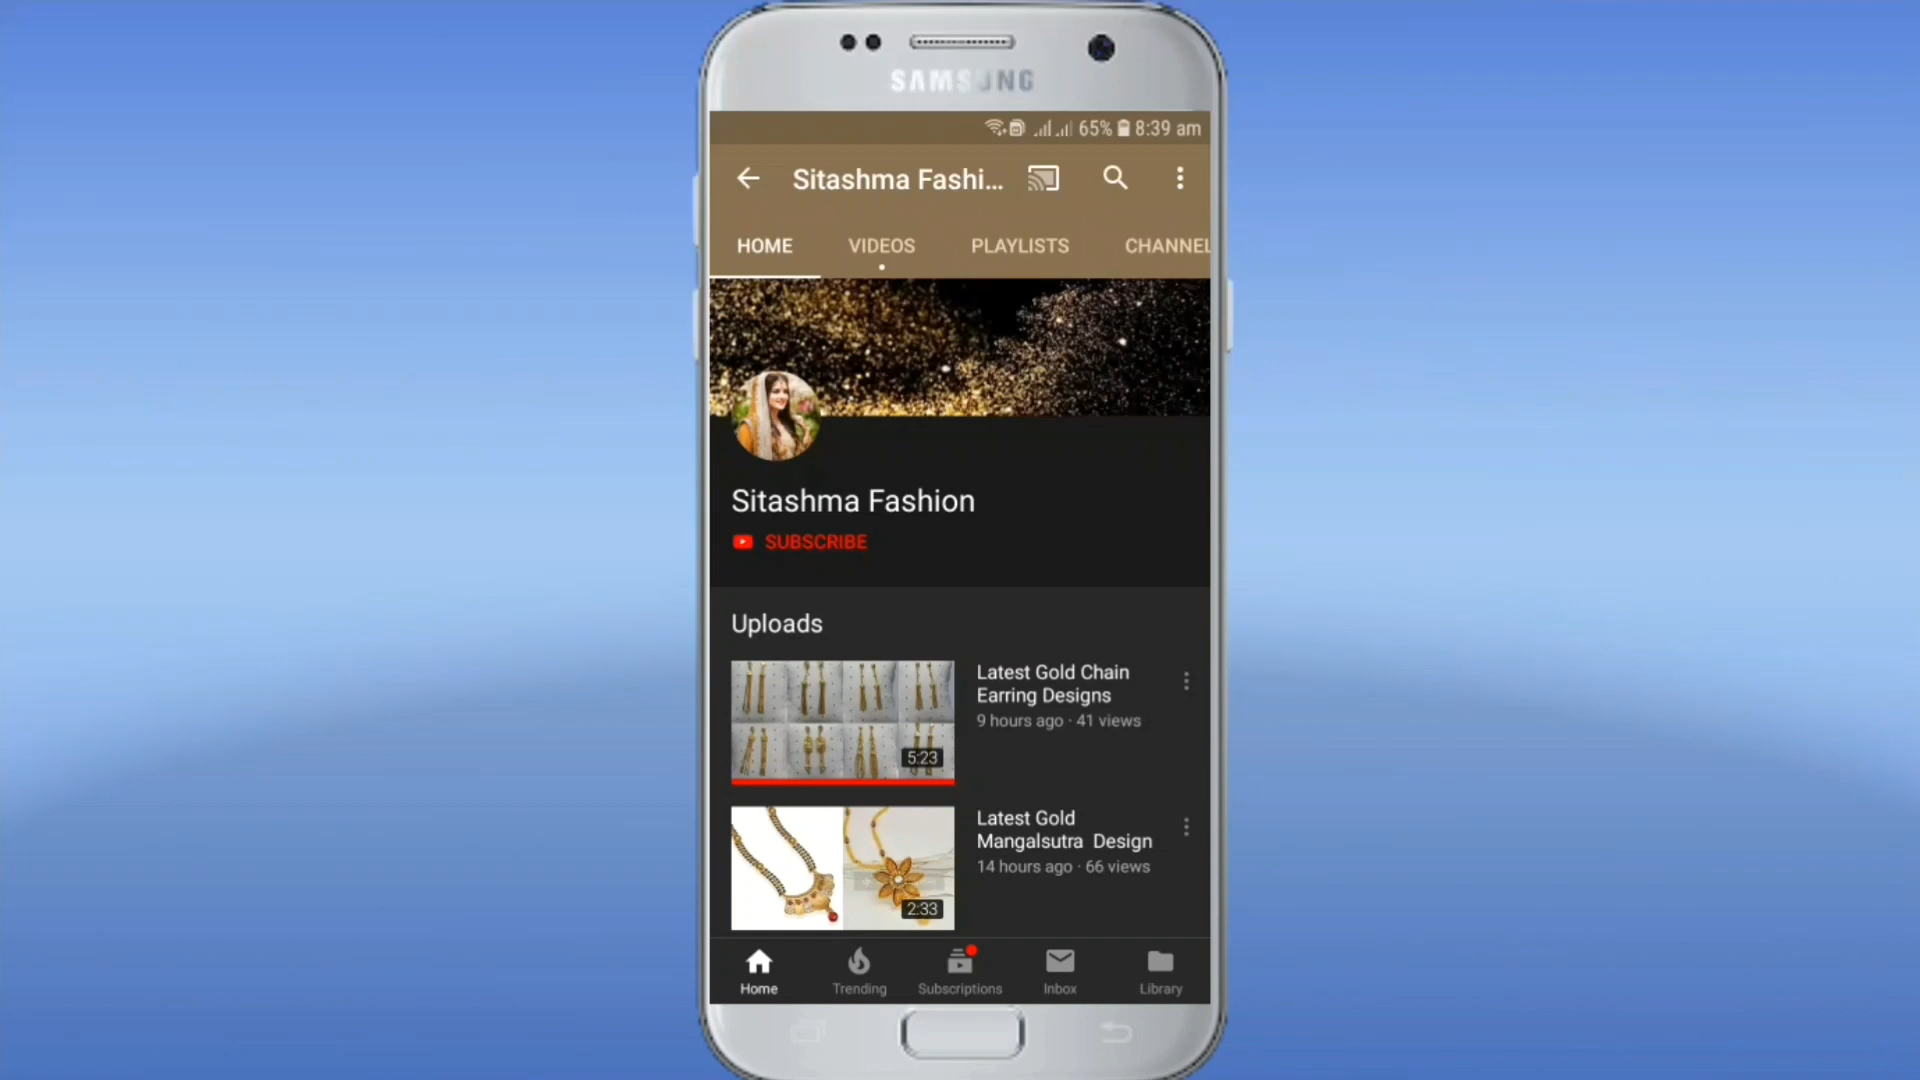 SAMSUNG
65% 8:39 am
Sitashma Fashi...
HOME VIDEOS PLAYLISTS CHANNEL
Sitashma Fashion
SUBSCRIBE
Uploads
Latest Gold Chain
Earring Designs
9 hours ago · 41 views
5:23
Latest Gold
Mangalsutra Design
14 hours ago · 66 views
2:33
Home Trending Subscriptions Inbox Library